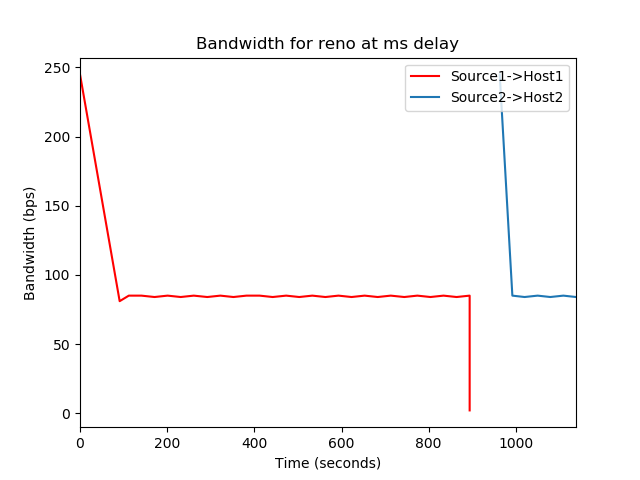 Bandwidth for reno at ms delay
Source1->Host1
Source2->Host2
Bandwidth (bps)
250
200
150
100
50
0
0 200 400 600 800 1000
Time (seconds)